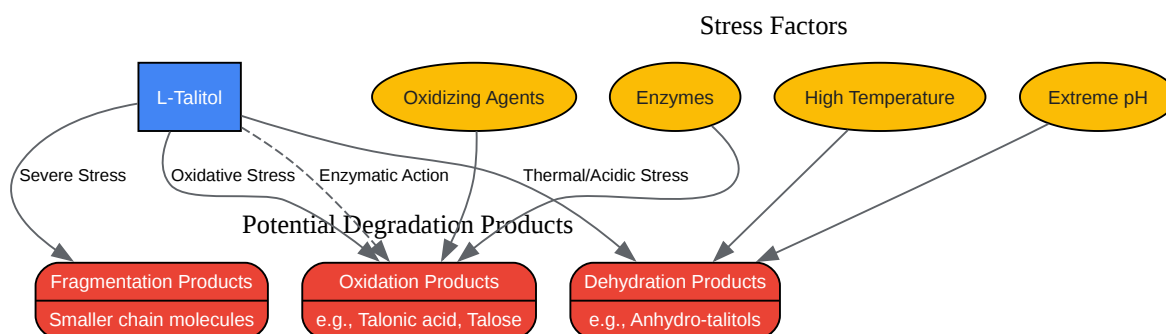 Stress Factors
L-Talitol
Oxidizing Agents
Enzymes
High Temperature
Extreme pH
Severe Stress
Oxidative Stress
Enzymatic Action
Thermal/Acidic Stress
Potential Degradation Products
Fragmentation Products
Smaller chain molecules
Oxidation Products
e.g., Talonic acid, Talose
Dehydration Products
e.g., Anhydro-talitols